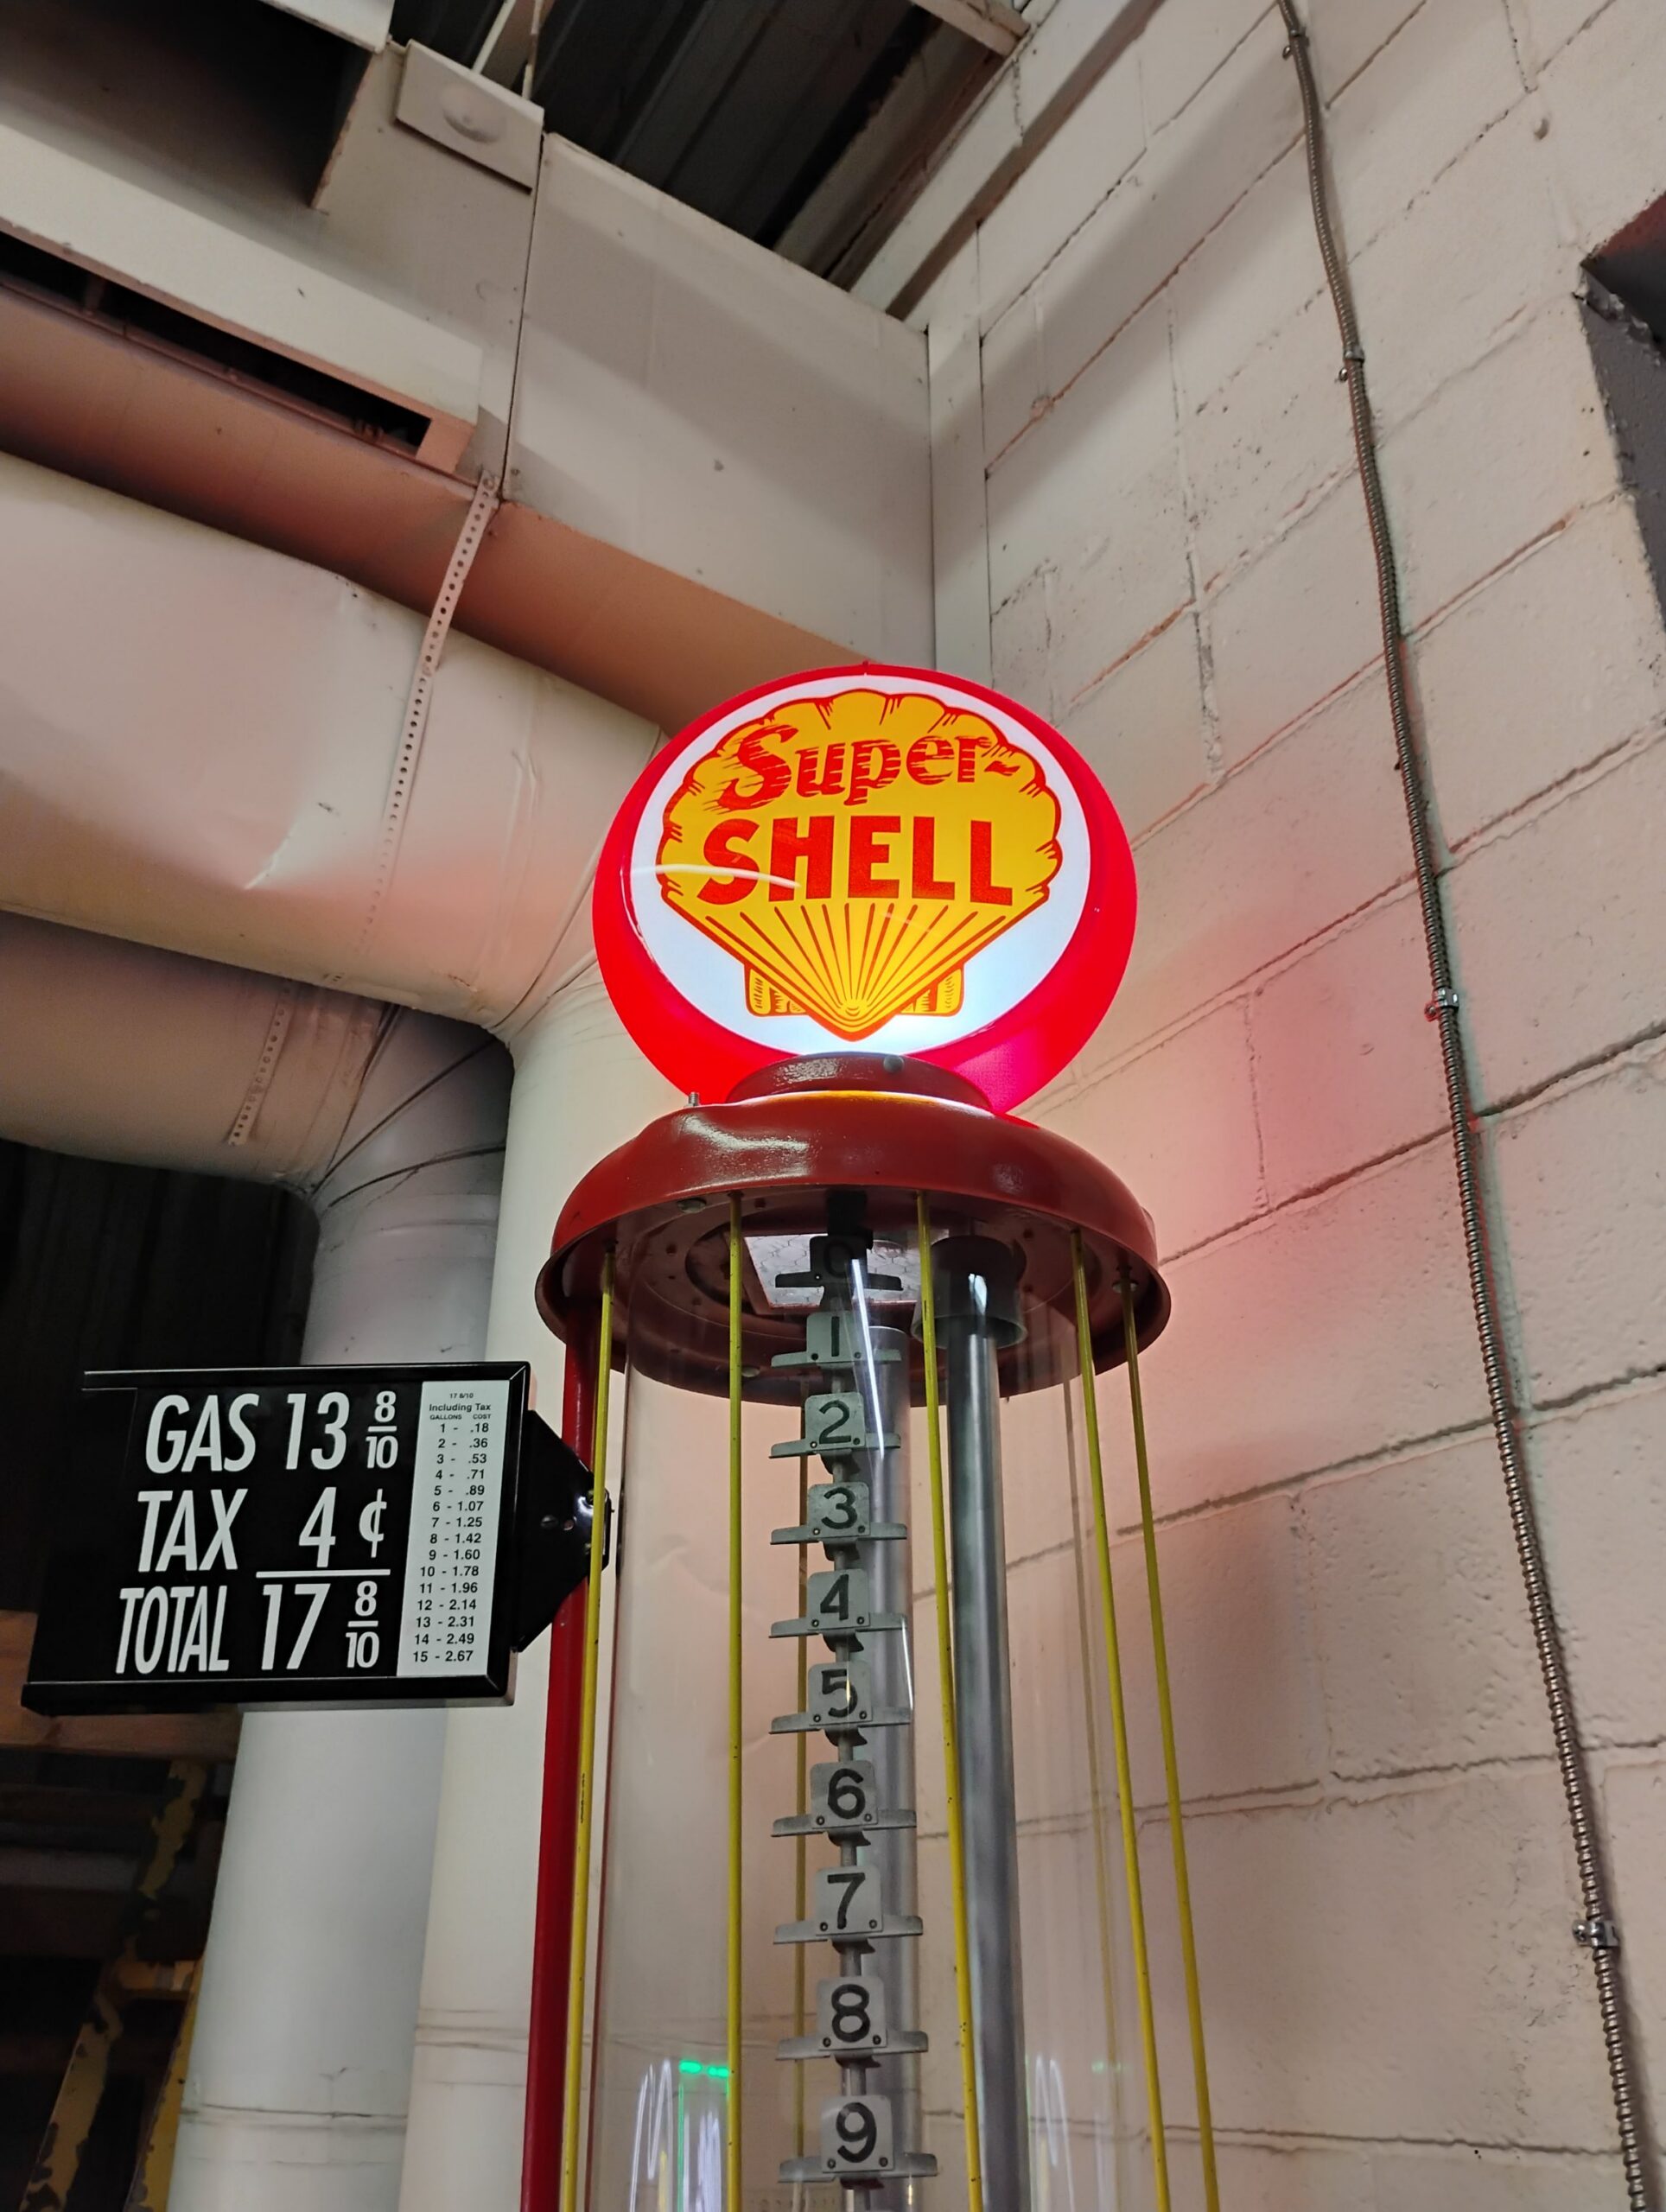 Super-
SHELL
GAS 13 8/10
TAX 4 ¢
TOTAL 17 8/10
17 8/10
Including Tax
GALLONS COST
1 - .18
2 - .36
3 - .53
4 - .71
5 - .89
6 - 1.07
7 - 1.25
8 - 1.42
9 - 1.60
10 - 1.78
11 - 1.96
12 - 2.14
13 - 2.31
14 - 2.49
15 - 2.67
0
1
2
3
4
5
6
7
8
9